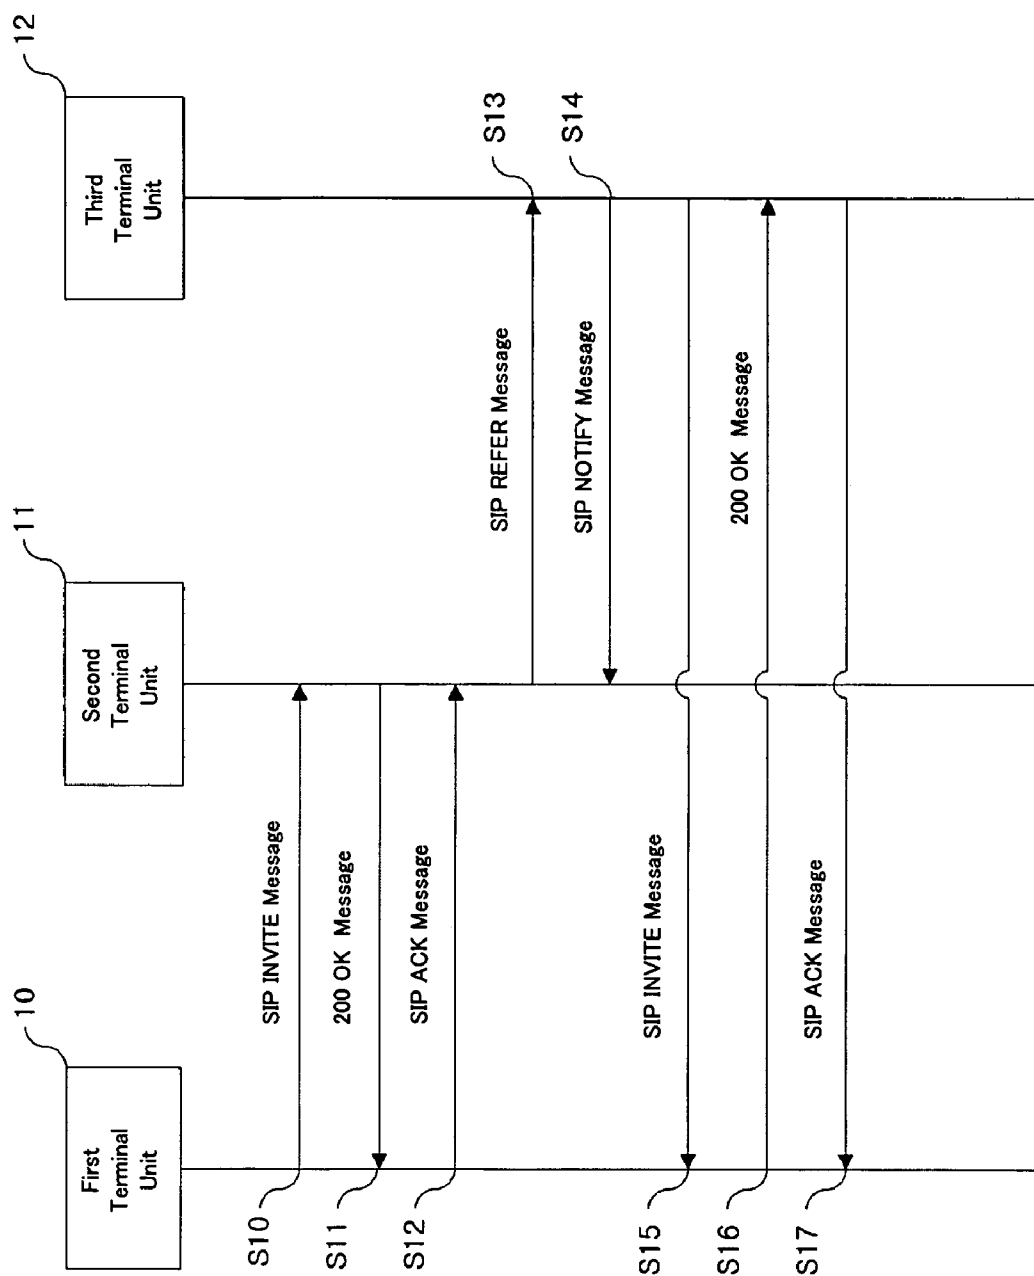 10
First
Terminal
Unit
11
Second
Terminal
Unit
12
Third
Terminal
Unit
S10
SIP INVITE Message
S11
200 OK Message
S12
SIP ACK Message
SIP REFER Message
S13
SIP NOTIFY Message
S14
S15
SIP INVITE Message
S16
200 OK Message
S17
SIP ACK Message